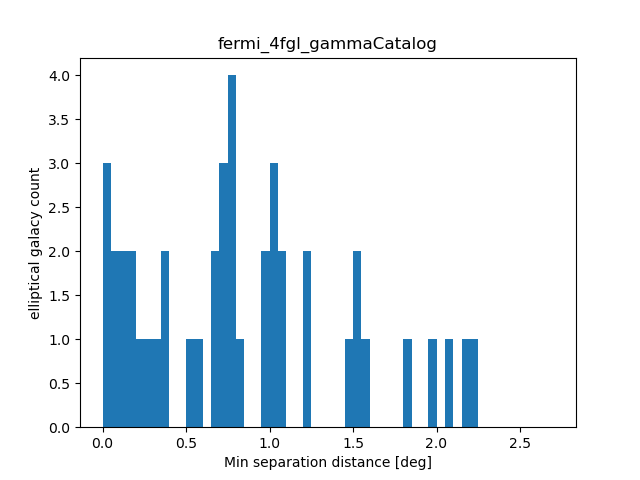 fermi_4fgl_gammaCatalog
4.0
3.5
3.0
2.5
2.0
1.5
1.0
0.5
0.0
elliptical galacy count
0.0 0.5 1.0 1.5 2.0 2.5
Min separation distance [deg]